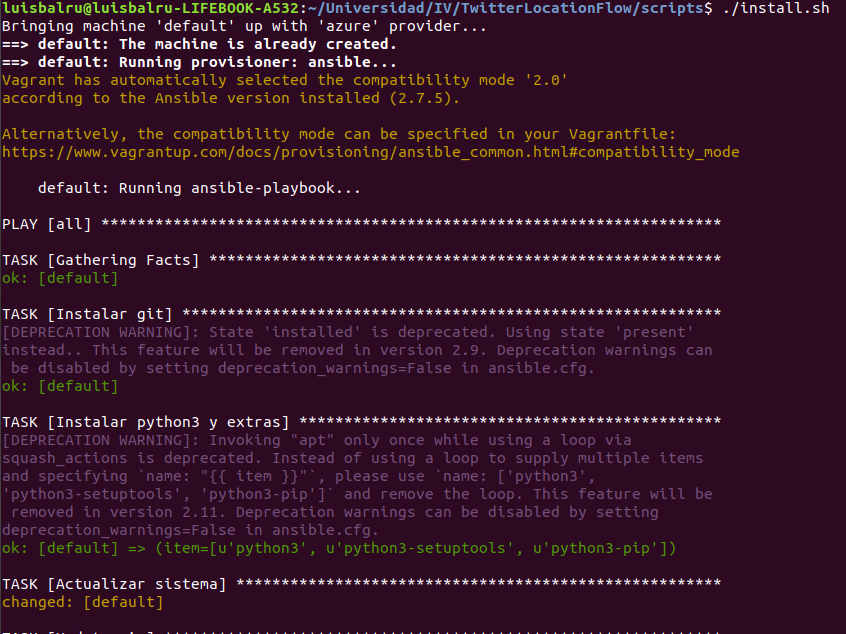 luisbalru@luisbalru-LIFEBOOK-A532:~/Universidad/IV/TwitterLocationFlow/scripts$ ./install.sh
Bringing machine 'default' up with 'azure' provider...
==> default: The machine is already created.
==> default: Running provisioner: ansible...
Vagrant has automatically selected the compatibility mode '2.0'
according to the Ansible version installed (2.7.5).
Alternatively, the compatibility mode can be specified in your Vagrantfile:
https://www.vagrantup.com/docs/provisioning/ansible_common.html#compatibility_mode
default: Running ansible-playbook...
PLAY [all] *********************************************************************
TASK [Gathering Facts] *********************************************************
ok: [default]
TASK [Instalar git] ************************************************************
[DEPRECATION WARNING]: State 'installed' is deprecated. Using state 'present'
instead.. This feature will be removed in version 2.9. Deprecation warnings can
be disabled by setting deprecation_warnings=False in ansible.cfg.
ok: [default]
TASK [Instalar python3 y extras] ***********************************************
[DEPRECATION WARNING]: Invoking "apt" only once while using a loop via
squash_actions is deprecated. Instead of using a loop to supply multiple items
and specifying `name: "{{ item }}"`, please use `name: ['python3',
'python3-setuptools', 'python3-pip']` and remove the loop. This feature will be
removed in version 2.11. Deprecation warnings can be disabled by setting
deprecation_warnings=False in ansible.cfg.
ok: [default] => (item=[u'python3', u'python3-setuptools', u'python3-pip'])
TASK [Actualizar sistema] ******************************************************
changed: [default]